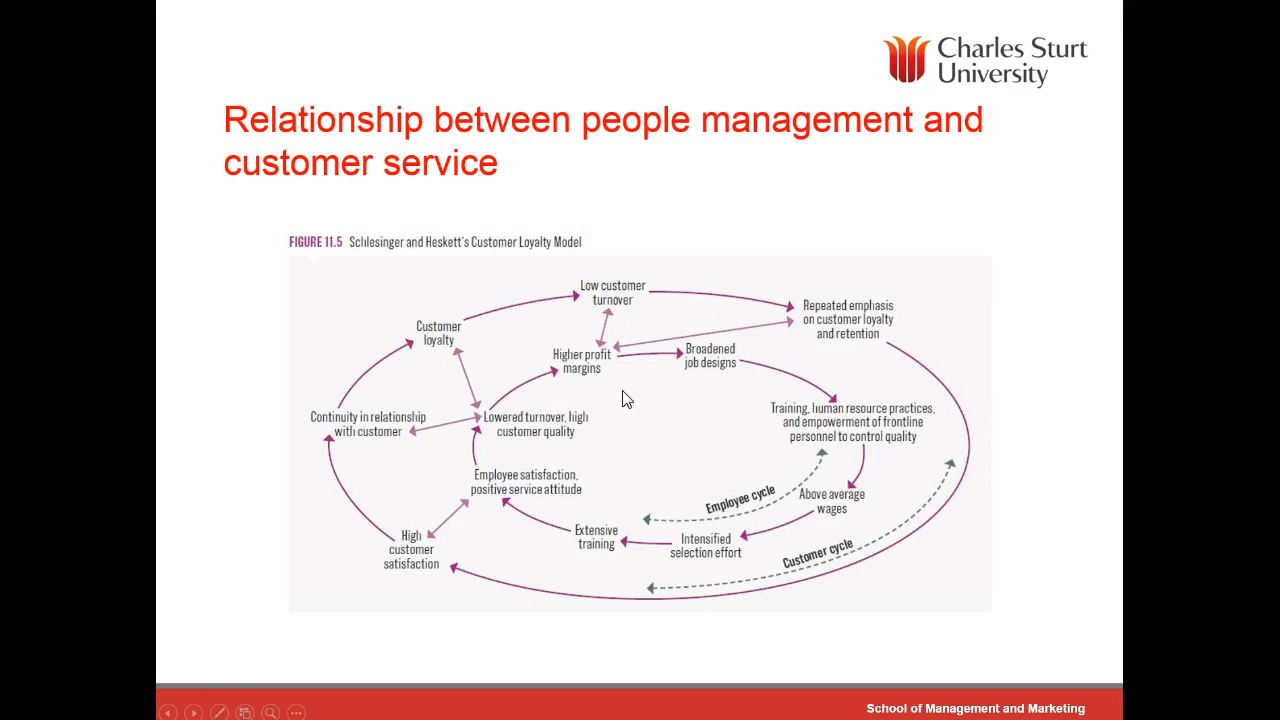 Charles Sturt
University
Relationship between people management and
customer service
FIGURE 11.5 Schlesinger and Heskett's Customer Loyalty Model
Low customer
turnover
Repeated emphasis
on customer loyalty
and retention
Customer
loyalty
Higher profit
margins
Broadened
job designs
Continuity in relationship
with customer
Lowered turnover, high
customer quality
Training, human resource practices,
and empowerment of frontline
personnel to control quality
Employee satisfaction,
positive service attitude
Employee cycle
Above average
wages
High
customer
satisfaction
Extensive
training
Intensified
selection effort
Customer cycle
School of Management and Marketing